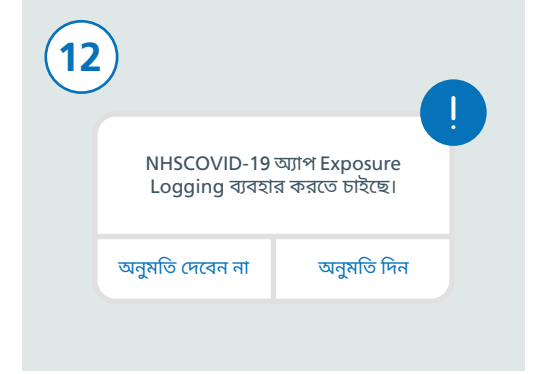 12
!
NHSCOVID-19 অ্যাপ Exposure
Logging ব্যবহার করতে চাইছে।
অনুমতি দেবেন না
অনুমতি দিন